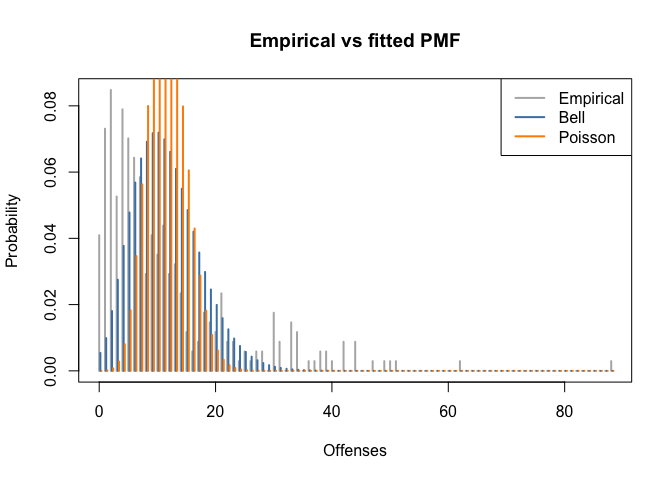 Empirical vs fitted PMF
Empirical
Bell
Poisson
Probability
0.08
0.06
0.04
0.02
0.00
0 20 40 60 80
Offenses